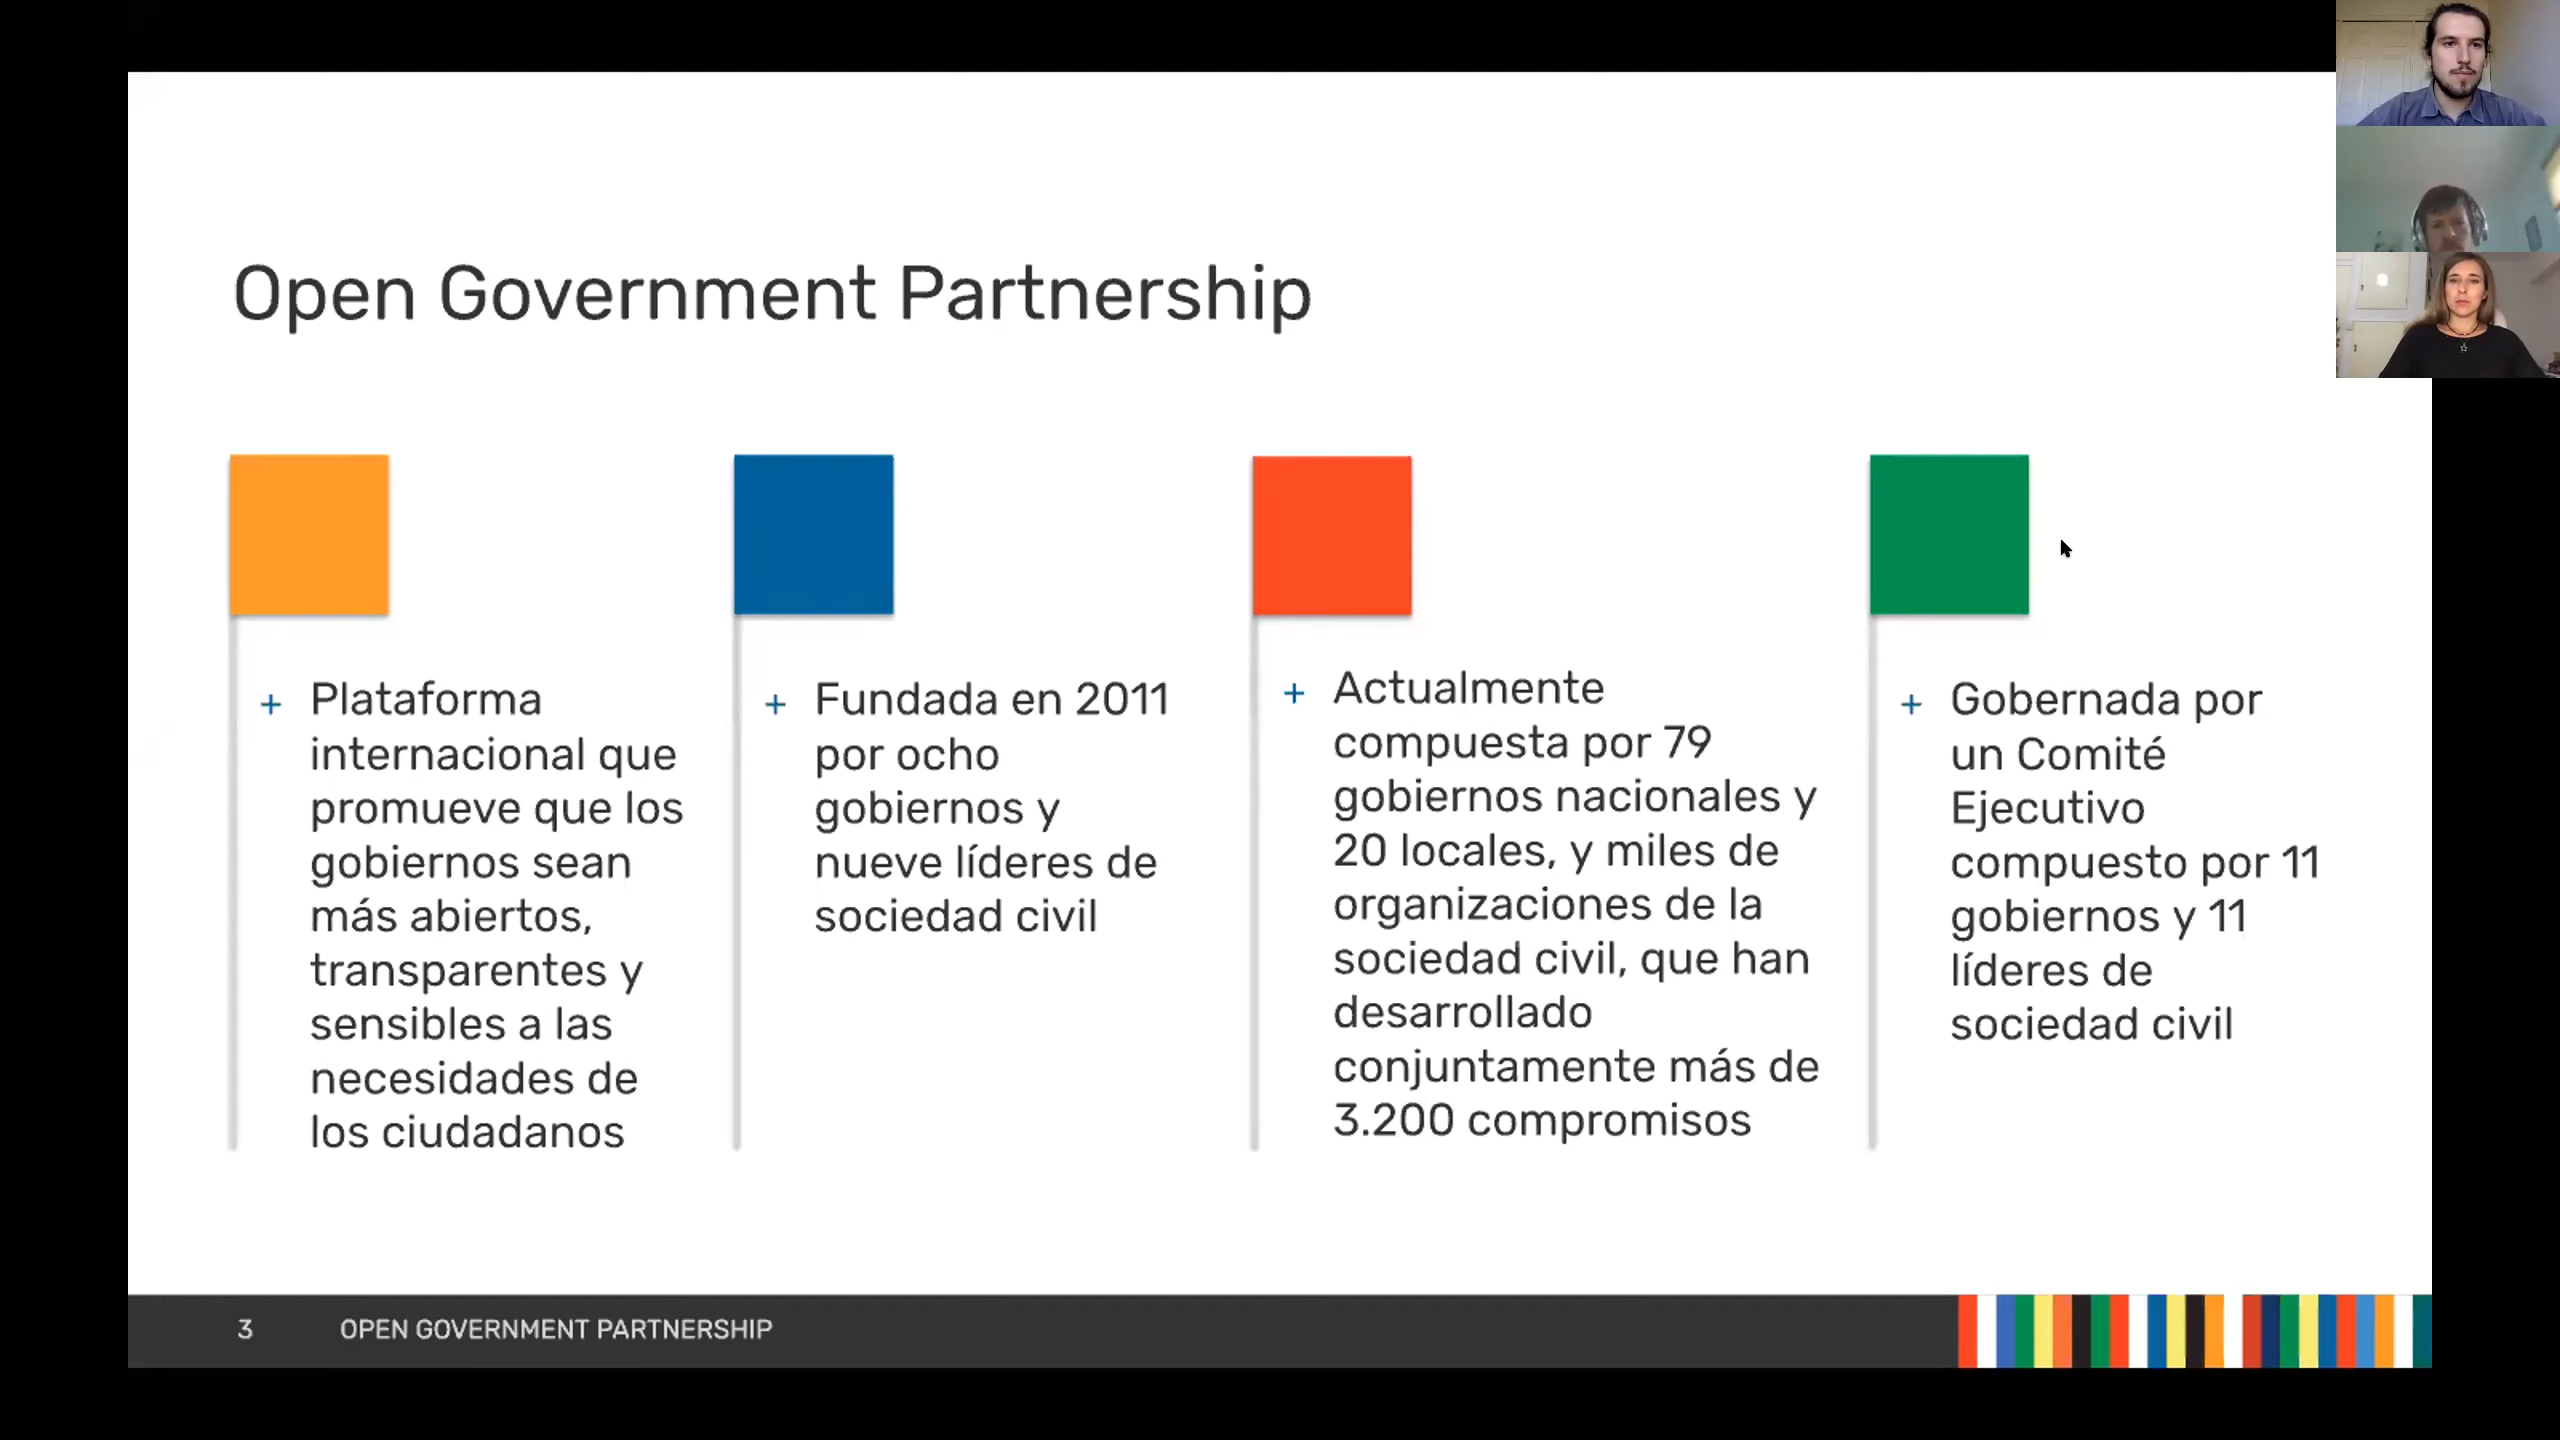 Open Government Partnership
+ Plataforma
internacional que
promueve que los
gobiernos sean
más abiertos,
transparentes y
sensibles a las
necesidades de
los ciudadanos
+ Fundada en 2011
por ocho
gobiernos y
nueve líderes de
sociedad civil
+ Actualmente
compuesta por 79
gobiernos nacionales y
20 locales, y miles de
organizaciones de la
sociedad civil, que han
desarrollado
conjuntamente más de
3.200 compromisos
+ Gobernada por
un Comité
Ejecutivo
compuesto por 11
gobiernos y 11
líderes de
sociedad civil
3 OPEN GOVERNMENT PARTNERSHIP